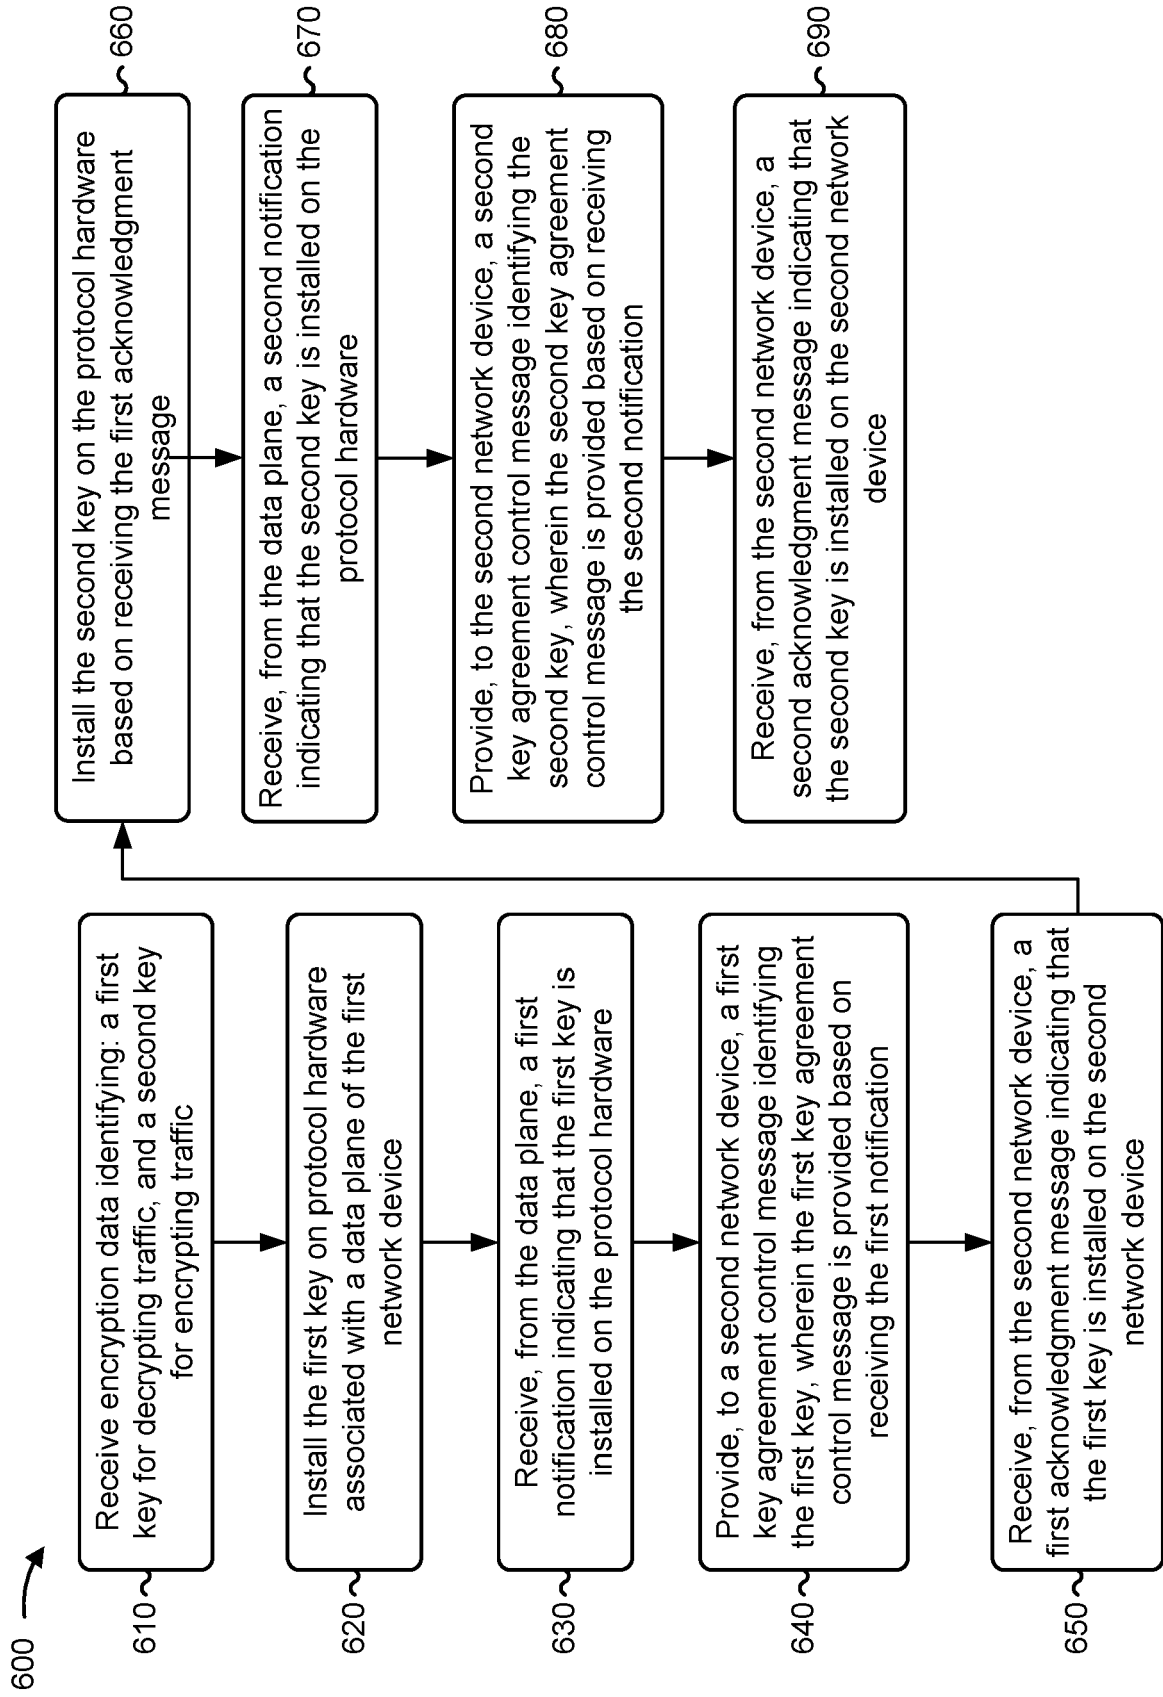 600
610
Receive encryption data identifying: a first
key for decrypting traffic, and a second key
for encrypting traffic
620
Install the first key on protocol hardware
associated with a data plane of the first
network device
630
Receive, from the data plane, a first
notification indicating that the first key is
installed on the protocol hardware
640
Provide, to a second network device, a first
key agreement control message identifying
the first key, wherein the first key agreement
control message is provided based on
receiving the first notification
650
Receive, from the second network device, a
first acknowledgment message indicating that
the first key is installed on the second
network device
660
Install the second key on the protocol hardware
based on receiving the first acknowledgment
message
670
Receive, from the data plane, a second notification
indicating that the second key is installed on the
protocol hardware
680
Provide, to the second network device, a second
key agreement control message identifying the
second key, wherein the second key agreement
control message is provided based on receiving
the second notification
690
Receive, from the second network device, a
second acknowledgment message indicating that
the second key is installed on the second network
device